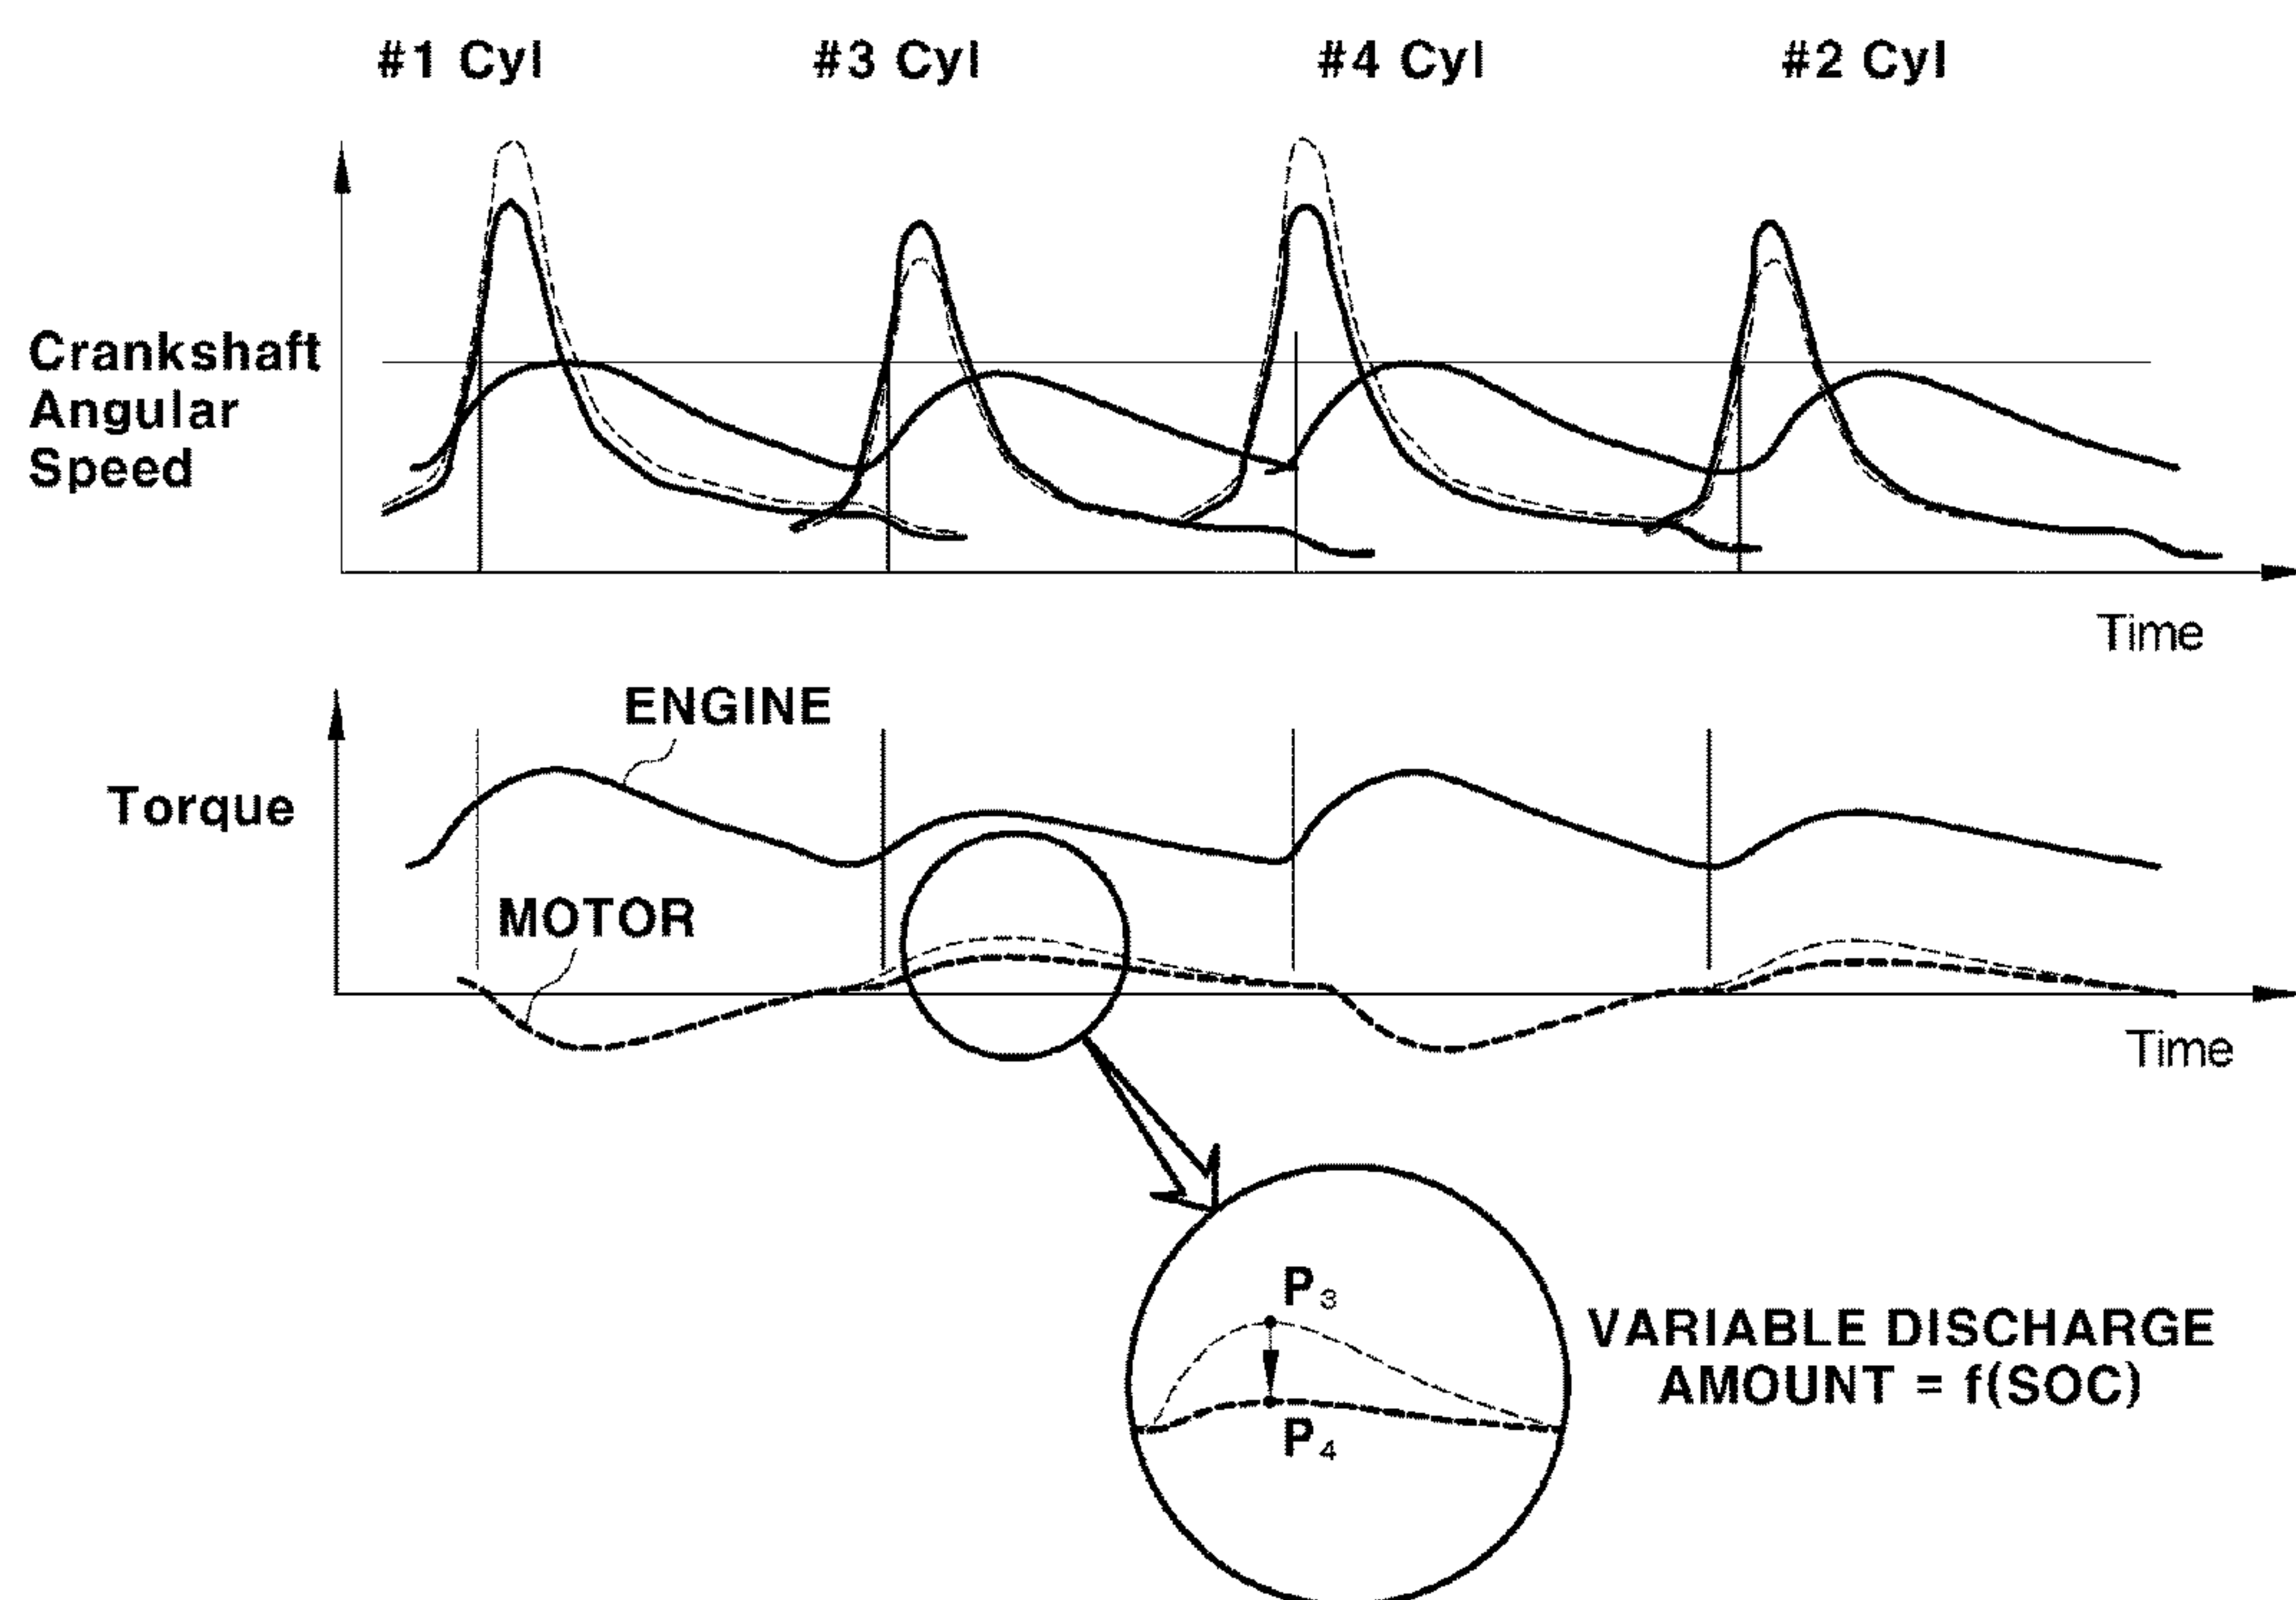 #1 Cyl
#3 Cyl
#4 Cyl
#2 Cyl
Crankshaft
Angular
Speed
Time
ENGINE
Torque
MOTOR
Time
P3
P4
VARIABLE DISCHARGE
AMOUNT = f(SOC)